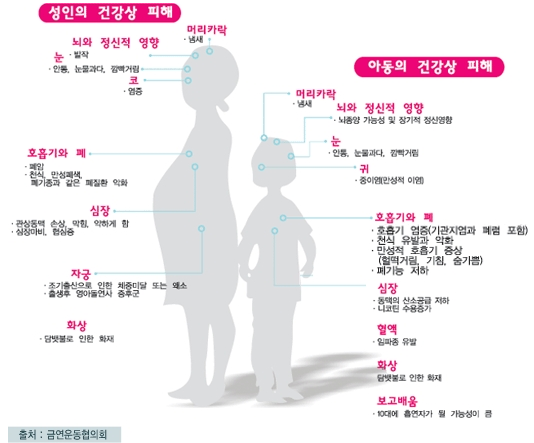 성인의 건강상 피해
머리카락
· 냄새
뇌와 정신적 영향
· 발작
눈
· 안통, 눈물과다, 깜빡거림
코
· 염증
호흡기와 폐
· 폐암
· 천식, 만성폐색,
폐기종과 같은 폐질환 악화
심장
· 관상동맥 손상, 막힘, 약하게 함
· 심장마비, 협심증
자궁
· 조기출산으로 인한 체중미달 또는 왜소
· 출생후 영아돌연사 증후군
화상
· 담뱃불로 인한 화재
아동의 건강상 피해
머리카락
· 냄새
뇌와 정신적 영향
· 뇌종양 가능성 및 장기적 정신영향
눈
· 안통, 눈물과다, 깜빡거림
귀
· 중이염(만성적 이염)
호흡기와 폐
· 호흡기 염증(기관지염과 폐렴 포함)
· 천식 유발과 악화
· 만성적 호흡기 증상
(헐떡거림, 기침, 숨가쁨)
· 폐기능 저하
심장
· 동맥의 산소공급 저하
· 니코틴 수용증가
혈액
· 임파종 유발
화상
담뱃불로 인한 화재
보고배움
· 10대에 흡연자가 될 가능성이 큼
출처 : 금연운동협의회